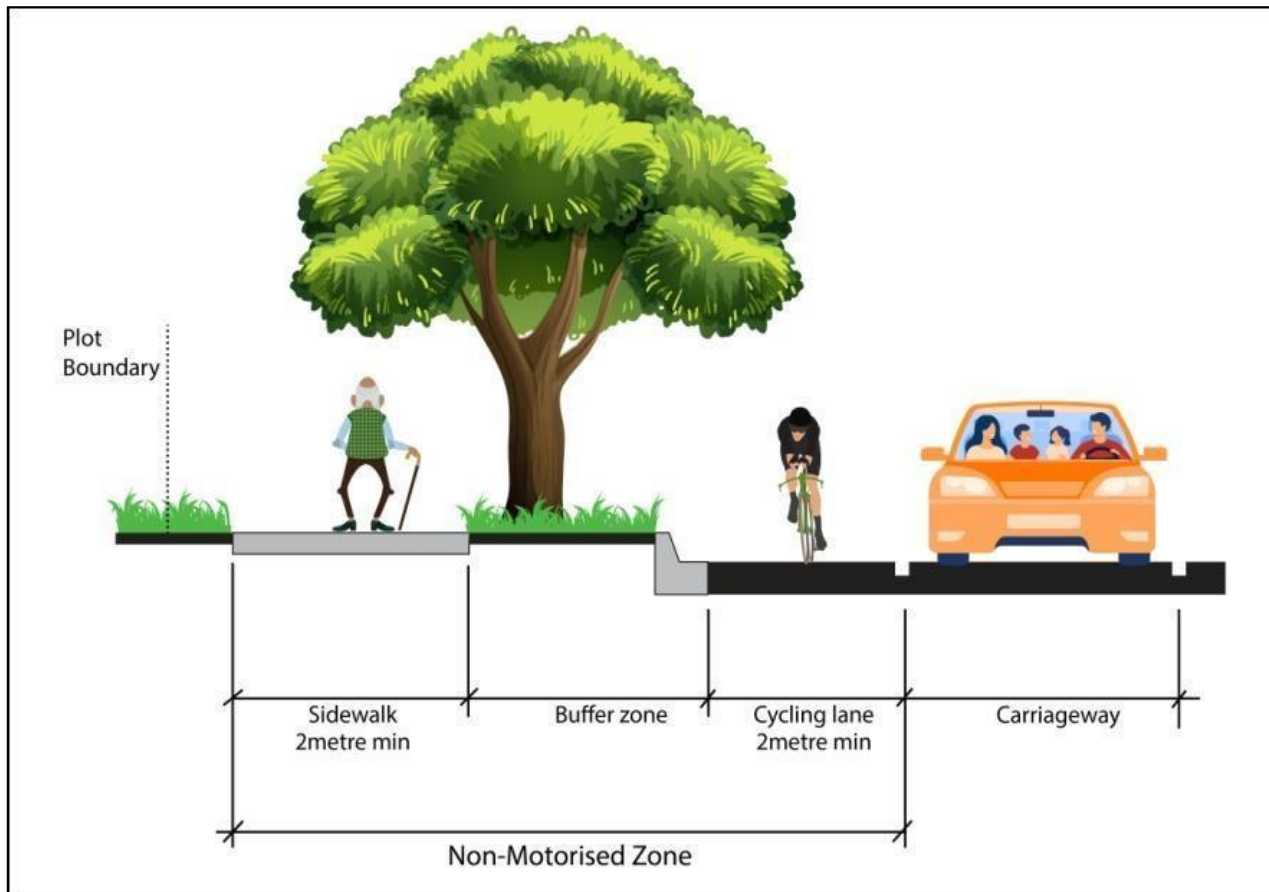 Plot
Boundary
Sidewalk
2metre min
Buffer zone
Cycling lane
2metre min
Carriageway
Non-Motorised Zone